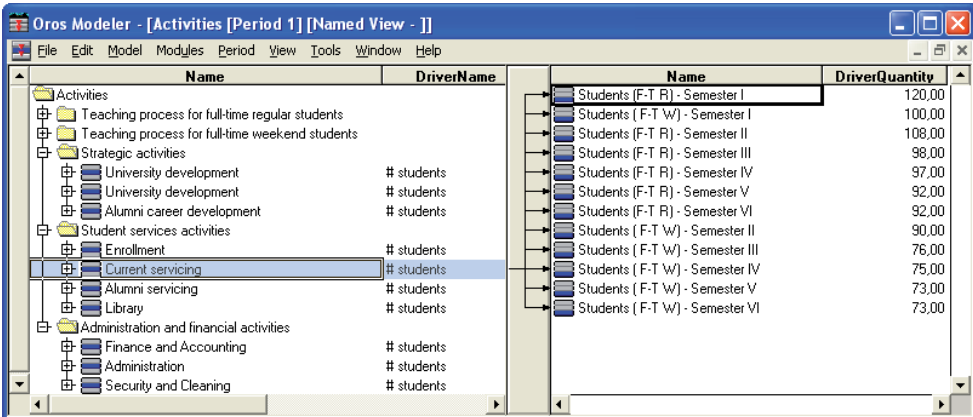 Oros Modeler - [Activities [Period 1] [Named View - ]]
File Edit Model Modules Period View Tools Window Help
Name DriverName
Activities
Teaching process for full-time regular students
Teaching process for full-time weekend students
Strategic activities
University development # students
University development # students
Alumni career development # students
Student services activities
Enrollment # students
Current servicing # students
Alumni servicing # students
Library # students
Administration and financial activities
Finance and Accounting # students
Administration # students
Security and Cleaning # students
Name DriverQuantity
Students (F-T R) - Semester I 120,00
Students ( F-T W) - Semester I 100,00
Students (F-T R) - Semester II 108,00
Students (F-T R) - Semester III 98,00
Students (F-T R) - Semester IV 97,00
Students (F-T R) - Semester V 92,00
Students (F-T R) - Semester VI 92,00
Students ( F-T W) - Semester II 90,00
Students ( F-T W) - Semester III 76,00
Students ( F-T W) - Semester IV 75,00
Students ( F-T W) - Semester V 73,00
Students ( F-T W) - Semester VI 73,00